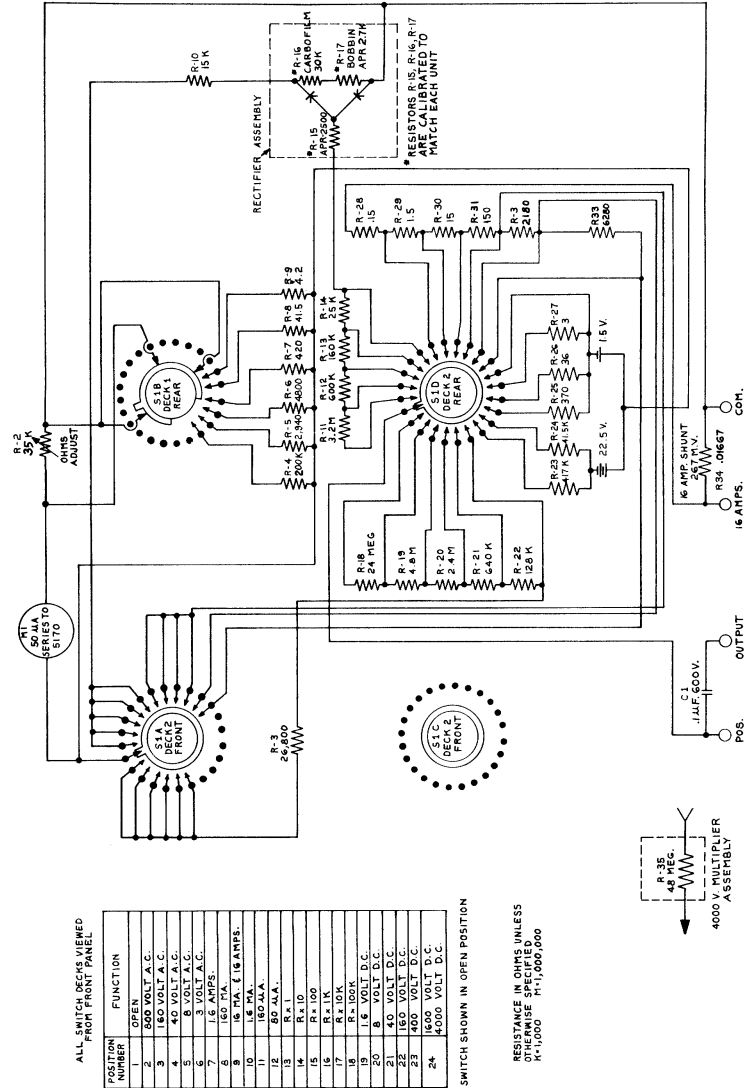 ALL SWITCH DECKS VIEWED
FROM FRONT PANEL
POSITION NUMBER FUNCTION
1 OPEN
2 800 VOLT A.C.
3 160 VOLT A.C.
4 40 VOLT A.C.
5 8 VOLT A.C.
6 3 VOLT A.C.
7 1.6 AMPS.
8 160 MA.
9 16 MA. & 16 AMPS.
10 1.6 MA.
11 160 µA.
12 80 µA.
13 R x 1
14 R x 10
15 R x 100
16 R x 1K
17 R x 10K
18 R x 100K
19 1.6 VOLT D.C.
20 8 VOLT D.C.
21 40 VOLT D.C.
22 160 VOLT D.C.
23 400 VOLT D.C.
24 1600 VOLT D.C.
4000 VOLT D.C.
SWITCH SHOWN IN OPEN POSITION
RESISTANCE IN OHMS UNLESS
OTHERWISE SPECIFIED
K=1,000 M=1,000,000
M1
50 µA
SERIES TO
5170
R-2
35 K
OHMS
ADJUST
R-10
15 K
RECTIFIER ASSEMBLY
*R-16
CARBOFILM
30K
*R-17
BOBBIN
APR 2.7K
*R-15
APR 2500
* RESISTORS R-15, R-16, R-17
ARE CALIBRATED TO
MATCH EACH UNIT
S1A
DECK 2
FRONT
S1B
DECK 1
REAR
R-4
200K
R-5
2,940
R-6
4800
R-7
420
R-8
41.5
R-9
4.2
R-11
3.2M
R-12
600K
R-13
160K
R-14
25 K
R-28
.15
R-29
1.5
R-30
15
R-31
150
R-3
2180
R33
6280
R-3
26,800
S1C
DECK 2
FRONT
S1D
DECK 2
REAR
R-18
24 MEG
R-19
4.8 M
R-20
2.4 M
R-21
640 K
R-22
128 K
R-23
417K
R-24
41.5K
R-25
370
R-26
36
R-27
3
22.5 V.
1.5 V.
C1
.1 µF. 600V.
16 AMP. SHUNT
267 M.V.
R34 .01667
POS.
OUTPUT
16 AMPS.
COM.
R-35
48 MEG.
4000 V. MULTIPLIER
ASSEMBLY